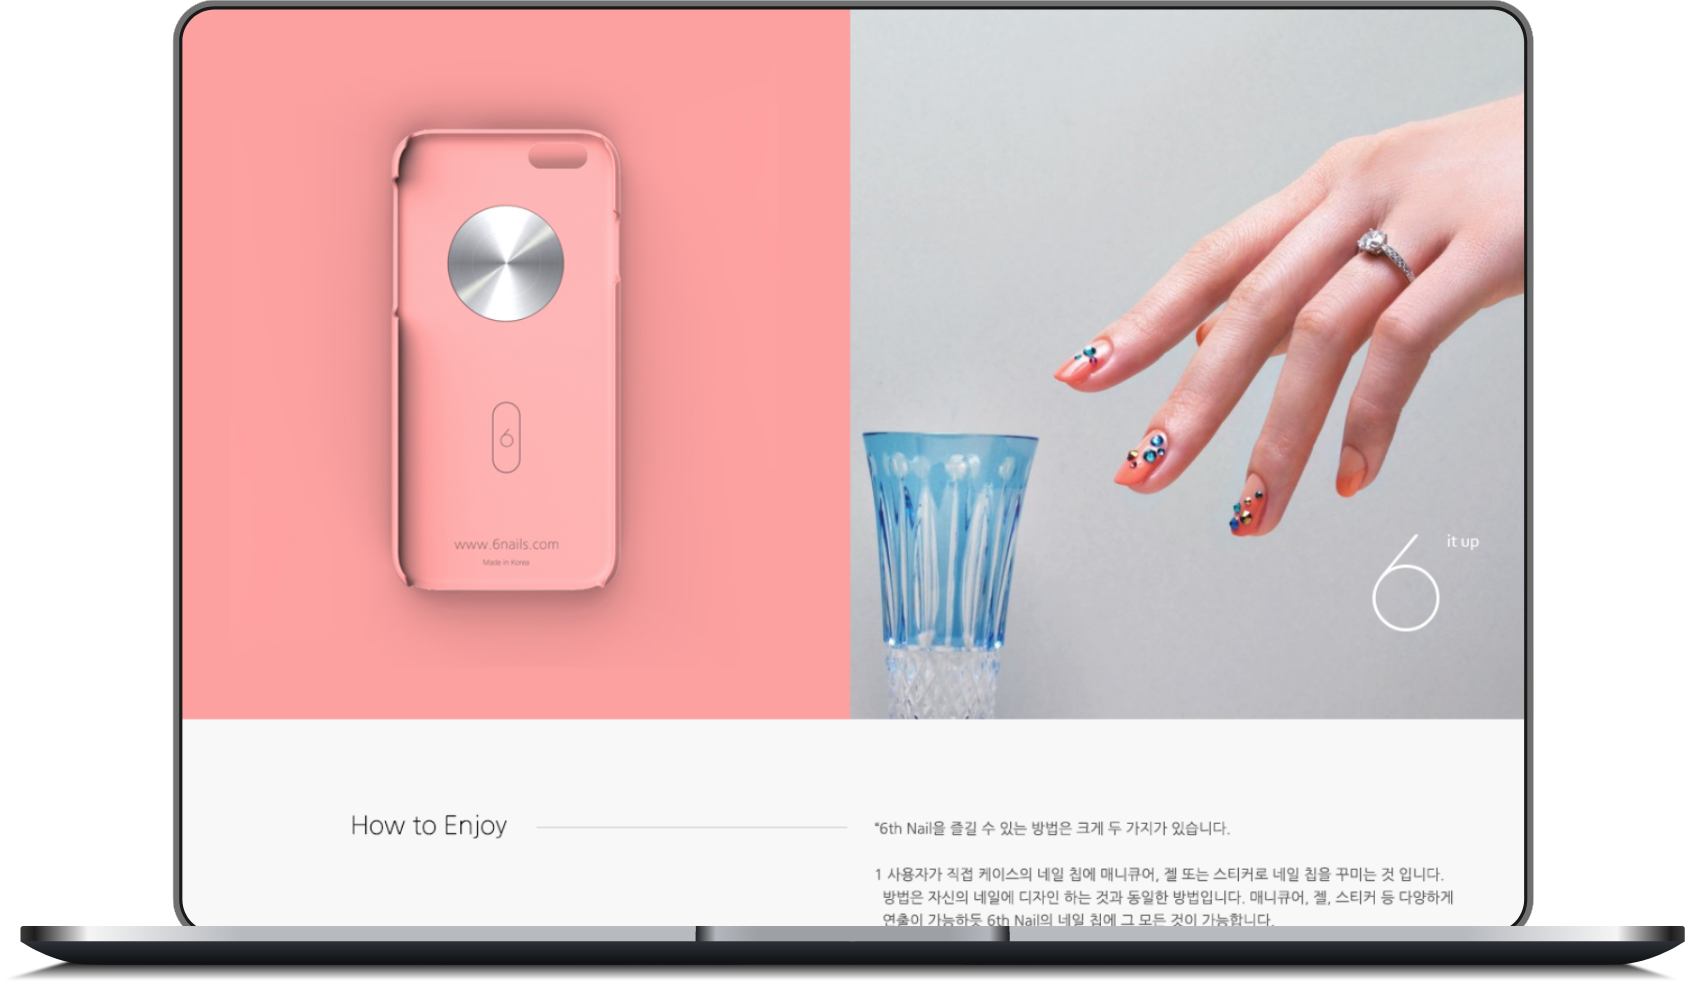 6
www.6nails.com
Made in Korea
6 it up
How to Enjoy
“6th Nail을 즐길 수 있는 방법은 크게 두 가지가 있습니다.
1 사용자가 직접 케이스의 네일 칩에 매니큐어, 젤 또는 스티커로 네일 칩을 꾸미는 것 입니다.
방법은 자신의 네일에 디자인 하는 것과 동일한 방법입니다. 매니큐어, 젤, 스티커 등 다양하게
연출이 가능하듯 6th Nail의 네일 칩에 그 모든 것이 가능합니다.